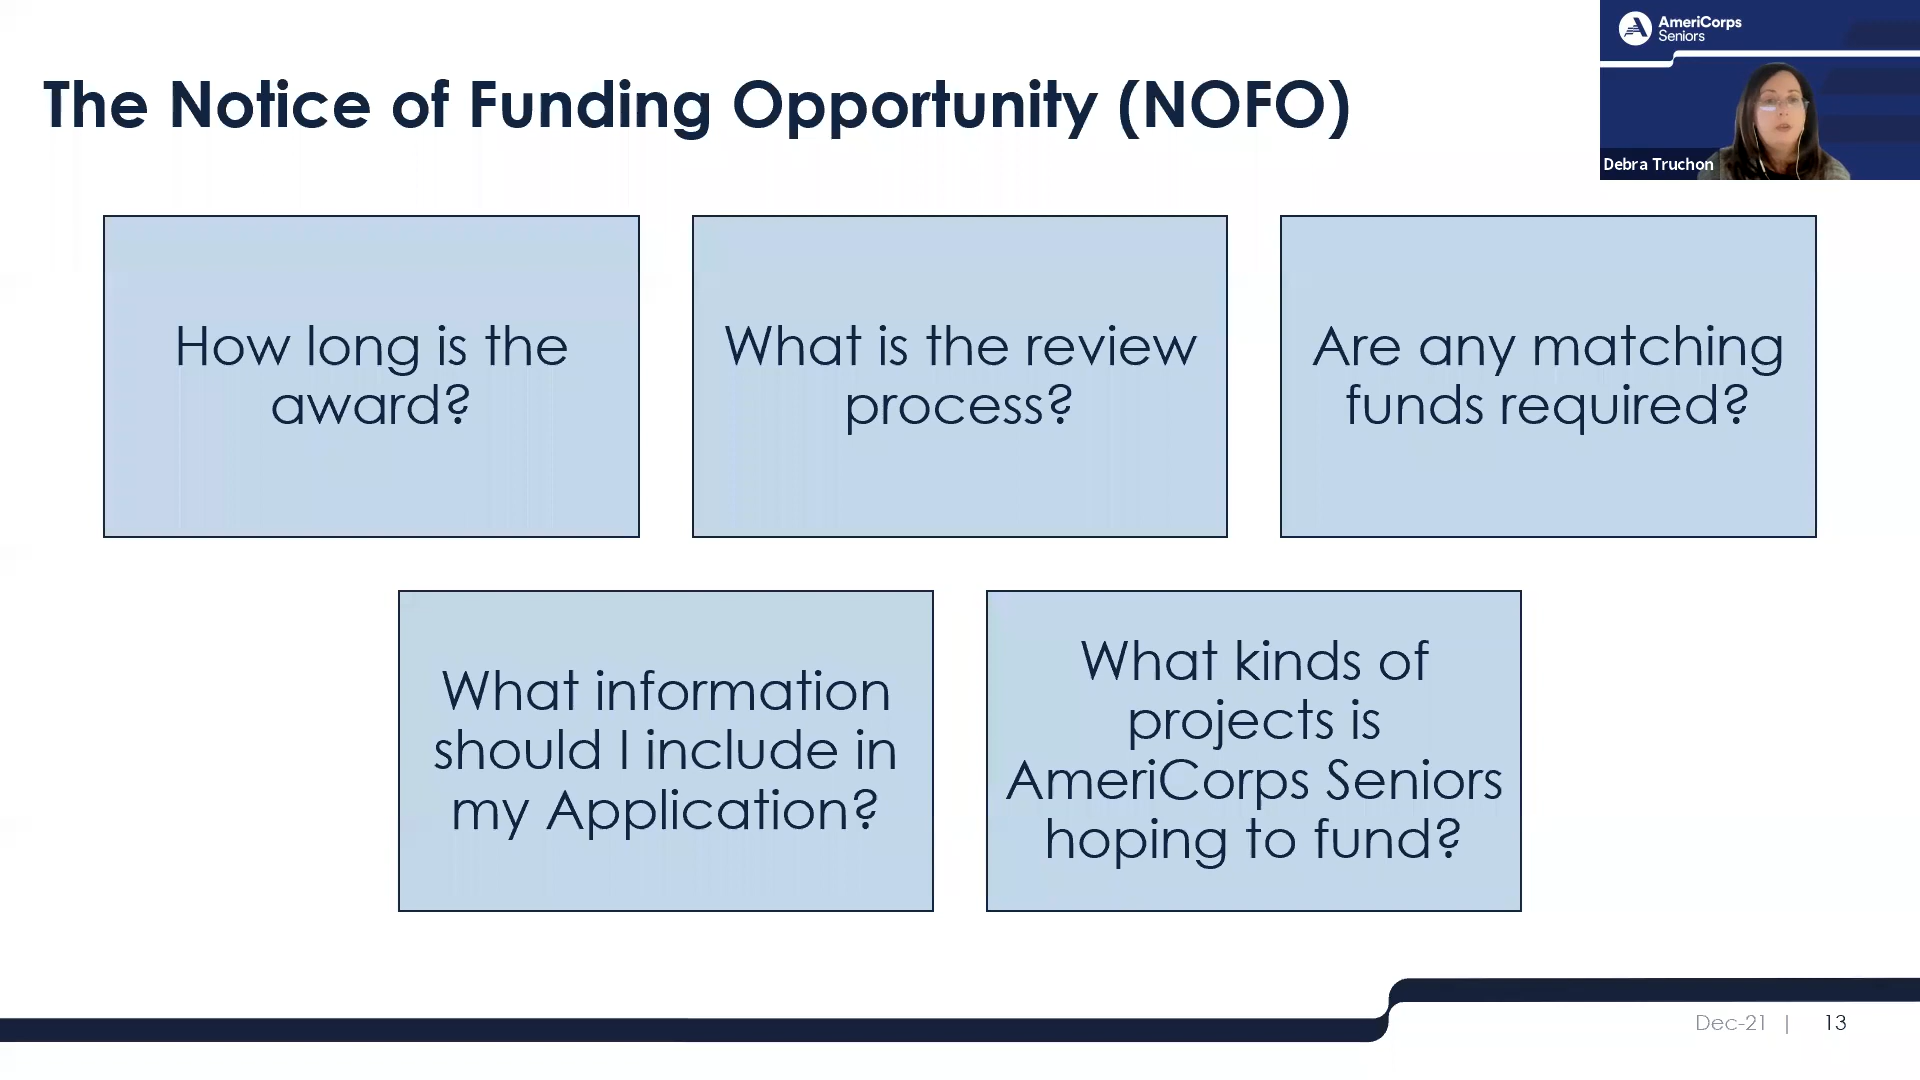 The Notice of Funding Opportunity (NOFO)
AmeriCorps
Seniors
Debra Truchon
How long is the
award?
What is the review
process?
Are any matching
funds required?
What information
should I include in
my Application?
What kinds of
projects is
AmeriCorps Seniors
hoping to fund?
Dec-21 | 13